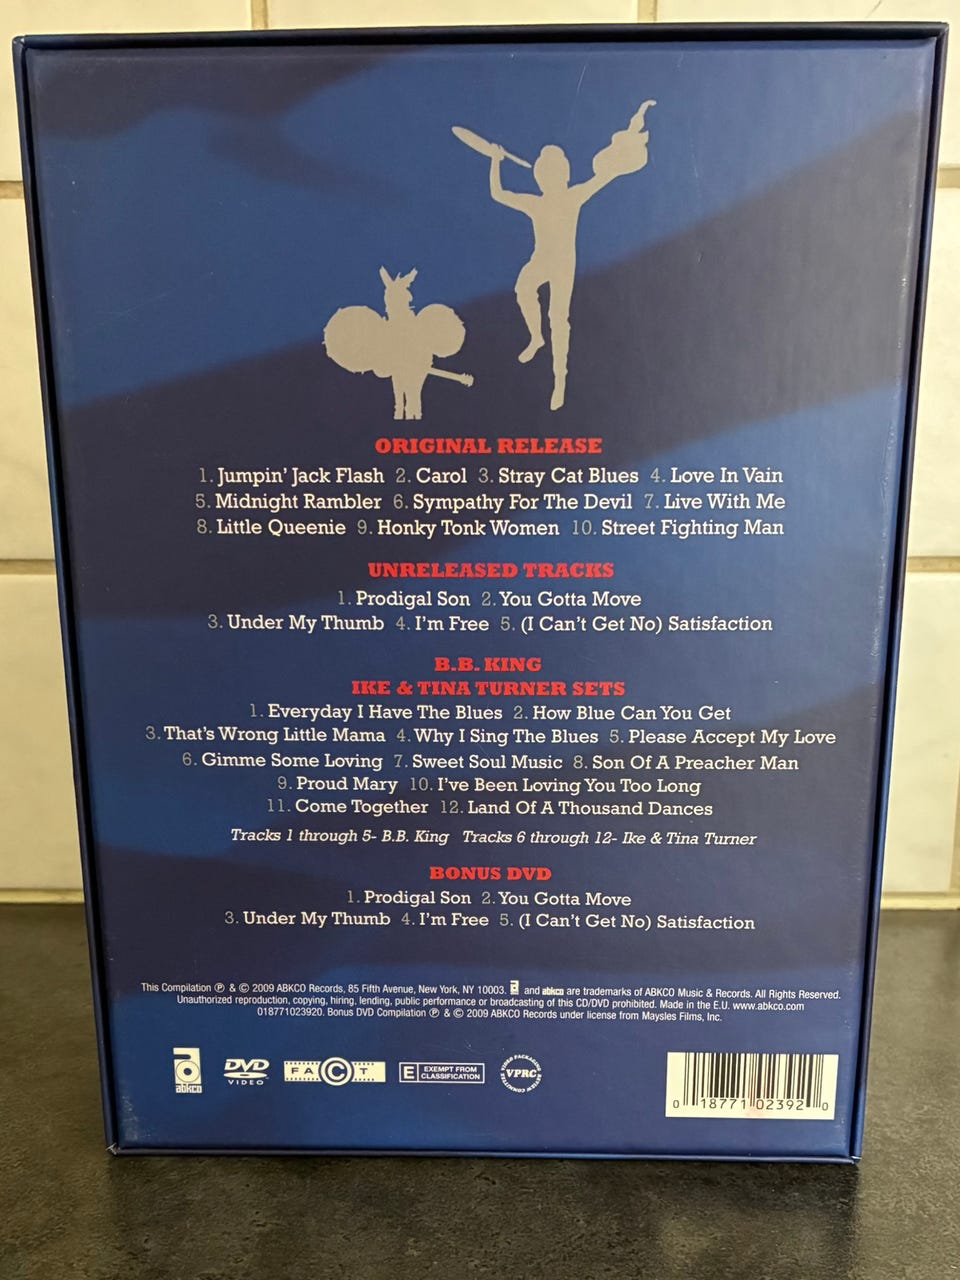 ORIGINAL RELEASE
1. Jumpin' Jack Flash 2. Carol 3. Stray Cat Blues 4. Love In Vain
5. Midnight Rambler 6. Sympathy For The Devil 7. Live With Me
8. Little Queenie 9. Honky Tonk Women 10. Street Fighting Man
UNRELEASED TRACKS
1. Prodigal Son 2. You Gotta Move
3. Under My Thumb 4. I'm Free 5. (I Can't Get No) Satisfaction
B.B. KING
IKE & TINA TURNER SETS
1. Everyday I Have The Blues 2. How Blue Can You Get
3. That's Wrong Little Mama 4. Why I Sing The Blues 5. Please Accept My Love
6. Gimme Some Loving 7. Sweet Soul Music 8. Son Of A Preacher Man
9. Proud Mary 10. I've Been Loving You Too Long
11. Come Together 12. Land Of A Thousand Dances
Tracks 1 through 5- B.B. King Tracks 6 through 12- Ike & Tina Turner
BONUS DVD
1. Prodigal Son 2. You Gotta Move
3. Under My Thumb 4. I'm Free 5. (I Can't Get No) Satisfaction
This Compilation ℗ & © 2009 ABKCO Records, 85 Fifth Avenue, New York, NY 10003. a and abkco are trademarks of ABKCO Music & Records. All Rights Reserved.
Unauthorized reproduction, copying, hiring, lending, public performance or broadcasting of this CD/DVD prohibited. Made in the E.U. www.abkco.com
018771023920. Bonus DVD Compilation ℗ & © 2009 ABKCO Records under license from Maysles Films, Inc.
a abkco DVD VIDEO FACT E EXEMPT FROM CLASSIFICATION VIDEO PACKAGING REVIEW COMMITTEE VPRC
0 18771 02392 0